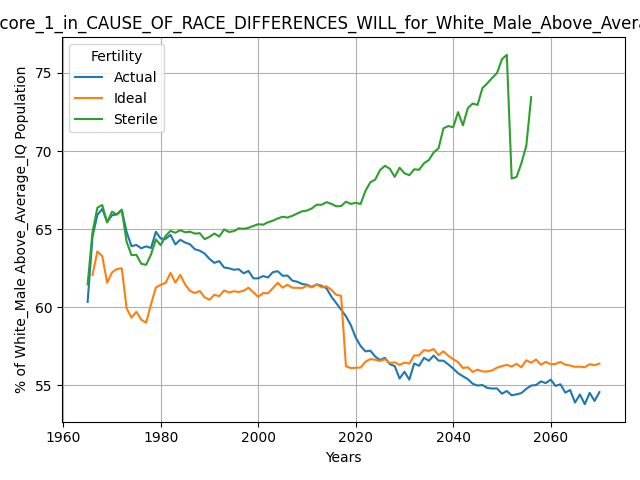 core_1_in_CAUSE_OF_RACE_DIFFERENCES_WILL_for_White_Male_Above_Avera
Fertility
Actual
Ideal
Sterile
% of White_Male Above_Average_IQ Population
75
70
65
60
55
1960 1980 2000 2020 2040 2060
Years